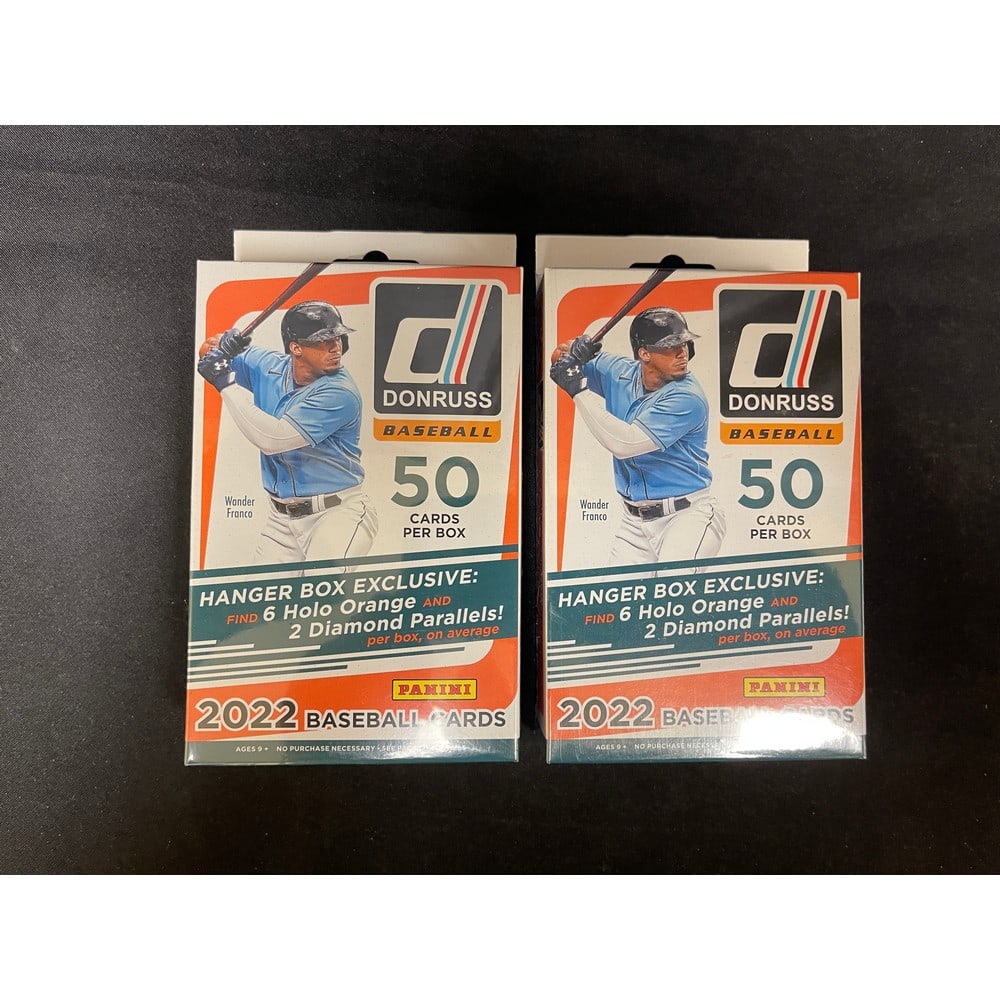 DONRUSS
BASEBALL
50
CARDS
PER BOX
Wander
Franco
HANGER BOX EXCLUSIVE:
FIND 6 Holo Orange AND
2 Diamond Parallels!
per box, on average
PANINI
2022 BASEBALL CARDS
AGES 9+ NO PURCHASE NECESSARY
DONRUSS
BASEBALL
50
CARDS
PER BOX
Wander
Franco
HANGER BOX EXCLUSIVE:
FIND 6 Holo Orange AND
2 Diamond Parallels!
per box, on average
PANINI
2022 BASEBALL CARDS
AGES 9+ NO PURCHASE